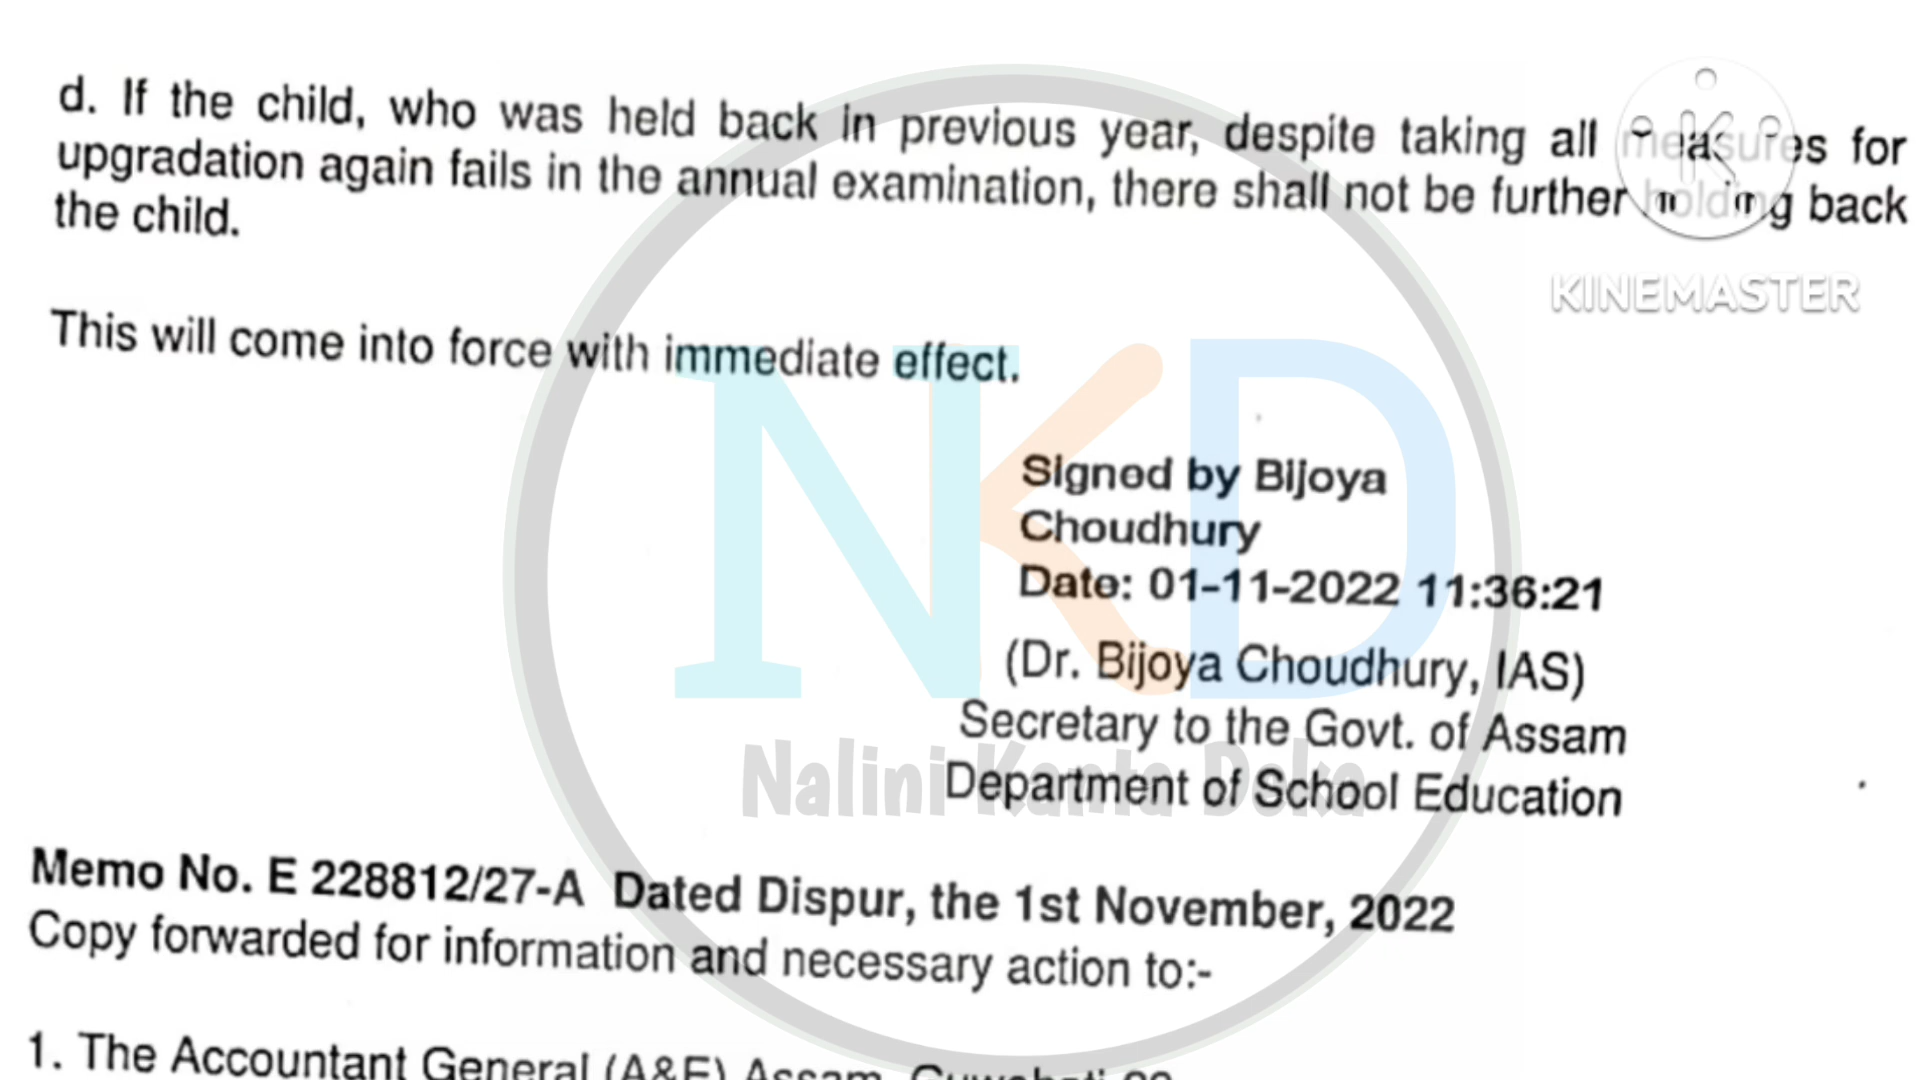 d. If the child, who was held back in previous year, despite taking all measures for
upgradation again fails in the annual examination, there shall not be further holding back
the child.
KINEMASTER
This will come into force with immediate effect.
NKD
Signed by Bijoya
Choudhury
Date: 01-11-2022 11:36:21
(Dr. Bijoya Choudhury, IAS)
Secretary to the Govt. of Assam
Nalini Kanta Deka
Department of School Education
Memo No. E 228812/27-A Dated Dispur, the 1st November, 2022
Copy forwarded for information and necessary action to:-
1. The Accountant General (A&E) Assam, Guwahati